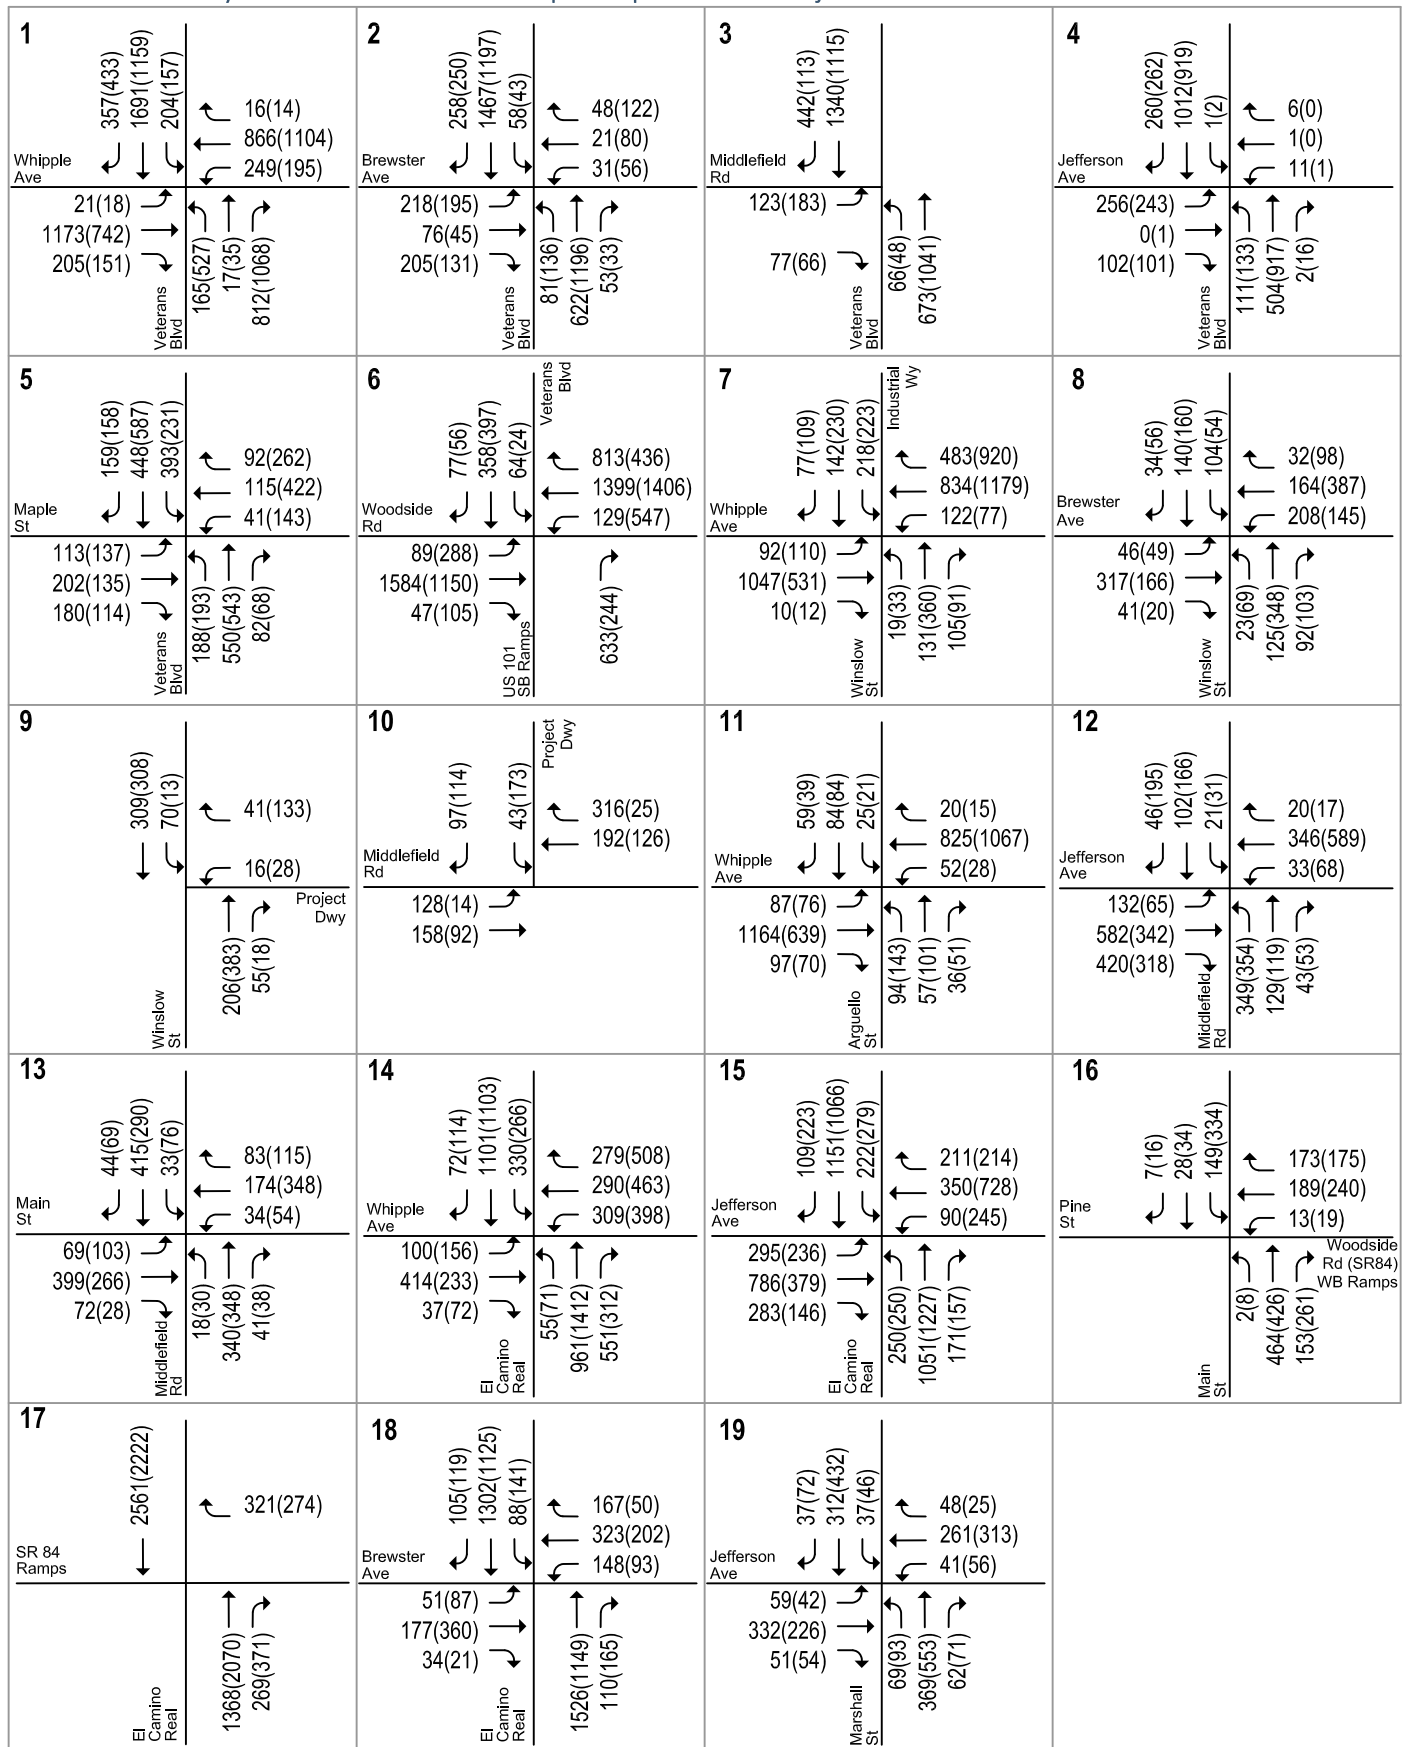 1
357(433)
1691(1159)
204(157)
16(14)
866(1104)
249(195)
Whipple
Ave
21(18)
1173(742)
205(151)
165(527)
17(35)
812(1068)
Veterans
Blvd
2
258(250)
1467(1197)
58(43)
48(122)
21(80)
31(56)
Brewster
Ave
218(195)
76(45)
205(131)
81(136)
622(1196)
53(33)
Veterans
Blvd
3
442(113)
1340(1115)
Middlefield
Rd
123(183)
77(66)
66(48)
673(1041)
Veterans
Blvd
4
260(262)
1012(919)
1(2)
6(0)
1(0)
11(1)
Jefferson
Ave
256(243)
0(1)
102(101)
111(133)
504(917)
2(16)
Veterans
Blvd
5
159(158)
448(587)
393(231)
92(262)
115(422)
41(143)
Maple
St
113(137)
202(135)
180(114)
188(193)
550(543)
82(68)
Veterans
Blvd
6
77(56)
358(397)
64(24)
Veterans
Blvd
813(436)
1399(1406)
129(547)
Woodside
Rd
89(288)
1584(1150)
47(105)
633(244)
US 101
SB Ramps
7
77(109)
142(230)
218(223)
Industrial
Wy
483(920)
834(1179)
122(77)
Whipple
Ave
92(110)
1047(531)
10(12)
19(33)
131(360)
105(91)
Winslow
St
8
34(56)
140(160)
104(54)
32(98)
164(387)
208(145)
Brewster
Ave
46(49)
317(166)
41(20)
23(69)
125(348)
92(103)
Winslow
St
9
309(308)
70(13)
41(133)
16(28)
Project
Dwy
206(383)
55(18)
Winslow
St
10
97(114)
43(173)
Project
Dwy
316(25)
192(126)
Middlefield
Rd
128(14)
158(92)
11
59(39)
84(84)
25(21)
20(15)
825(1067)
52(28)
Whipple
Ave
87(76)
1164(639)
97(70)
94(143)
57(101)
36(51)
Arguello
St
12
46(195)
102(166)
21(31)
20(17)
346(589)
33(68)
Jefferson
Ave
132(65)
582(342)
420(318)
349(354)
129(119)
43(53)
Middlefield
Rd
13
44(69)
415(290)
33(76)
83(115)
174(348)
34(54)
Main
St
69(103)
399(266)
72(28)
18(30)
340(348)
41(38)
Middlefield
Rd
14
72(114)
1101(1103)
330(266)
279(508)
290(463)
309(398)
Whipple
Ave
100(156)
414(233)
37(72)
55(71)
961(1412)
551(312)
El
Camino
Real
15
109(223)
1151(1066)
222(279)
211(214)
350(728)
90(245)
Jefferson
Ave
295(236)
786(379)
283(146)
250(250)
1051(1227)
171(157)
El
Camino
Real
16
7(16)
28(34)
149(334)
173(175)
189(240)
13(19)
Pine
St
Woodside
Rd (SR84)
WB Ramps
2(8)
464(426)
153(261)
Main
St
17
2561(2222)
321(274)
SR 84
Ramps
1368(2070)
269(371)
El
Camino
Real
18
105(119)
1302(1125)
88(141)
167(50)
323(202)
148(93)
Brewster
Ave
51(87)
177(360)
34(21)
1526(1149)
110(165)
El
Camino
Real
19
37(72)
312(432)
37(46)
48(25)
261(313)
41(56)
Jefferson
Ave
59(42)
332(226)
51(54)
69(93)
369(553)
62(71)
Marshall
St